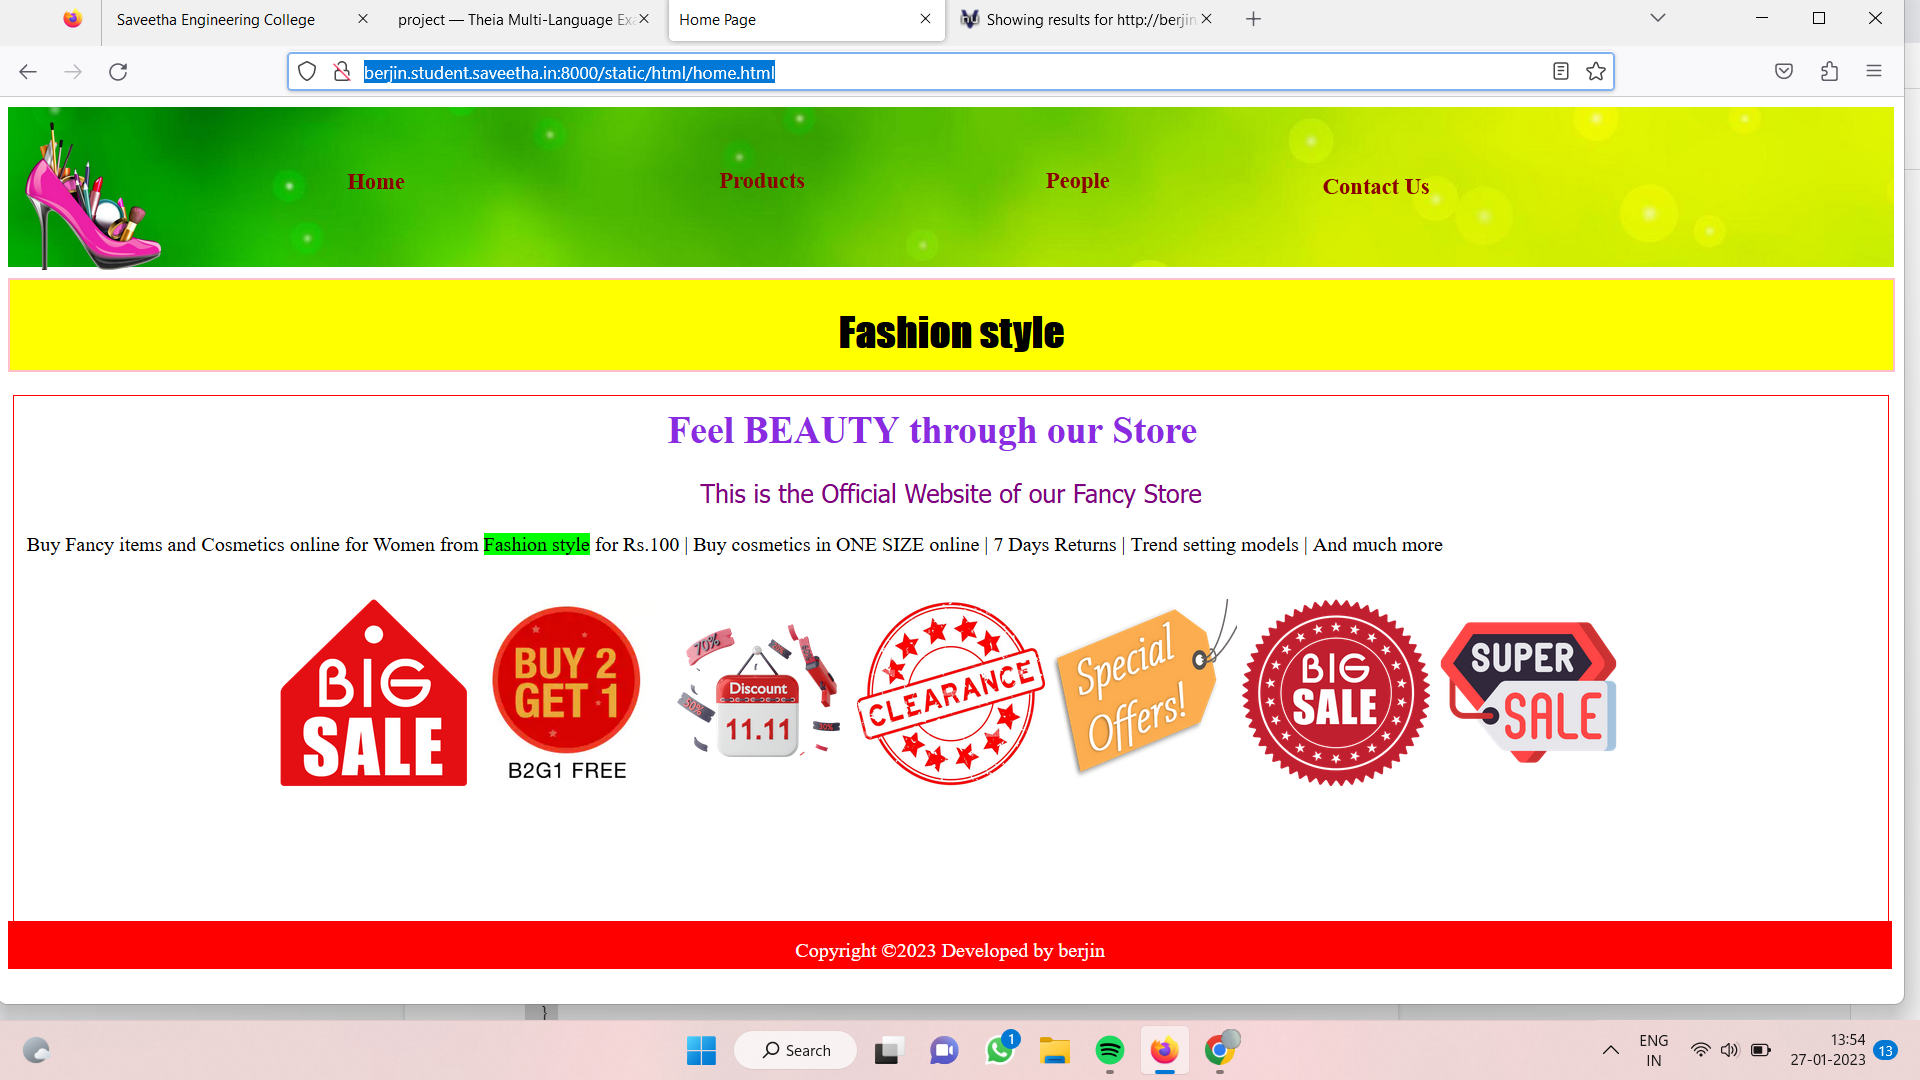 Saveetha Engineering College
project — Theia Multi-Language Exa
Home Page
Showing results for http://berjin
berjin.student.saveetha.in:8000/static/html/home.html
Home
Products
People
Contact Us
Fashion style
Feel BEAUTY through our Store
This is the Official Website of our Fancy Store
Buy Fancy items and Cosmetics online for Women from Fashion style for Rs.100 | Buy cosmetics in ONE SIZE online | 7 Days Returns | Trend setting models | And much more
BIG
SALE
BUY 2
GET 1
B2G1 FREE
70%
50%
Discount
11.11
CLEARANCE
Special
Offers!
BIG
SALE
SUPER
SALE
Copyright ©2023 Developed by berjin
}
Search
1
ENG
IN
13:54
27-01-2023
13